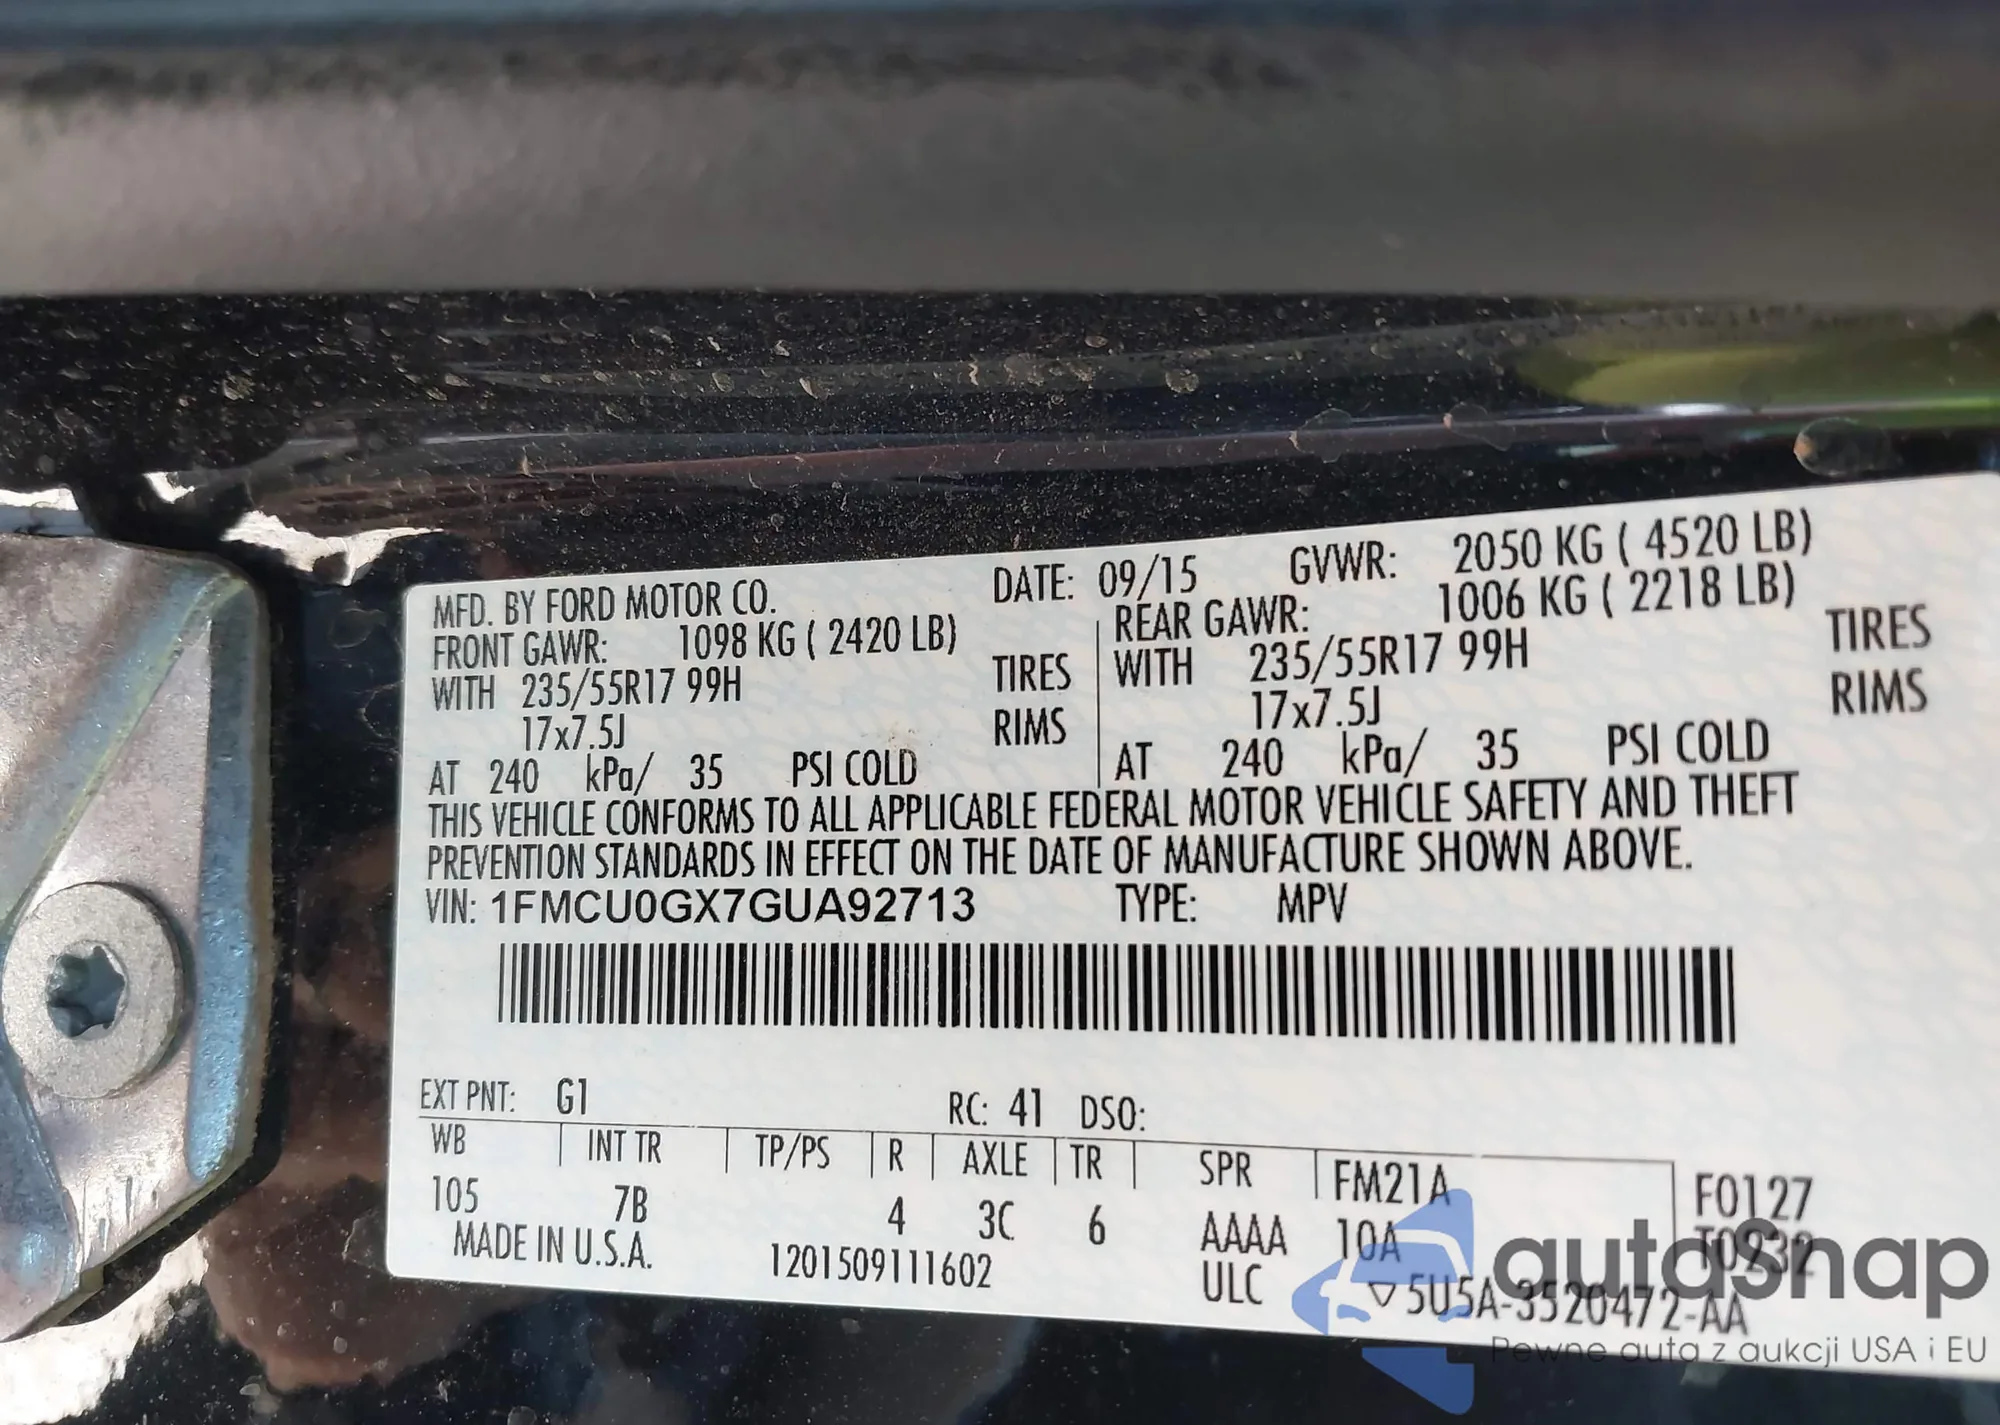 MFD. BY FORD MOTOR CO. DATE: 09/15 GVWR: 2050 KG ( 4520 LB)
FRONT GAWR: 1098 KG ( 2420 LB) REAR GAWR: 1006 KG ( 2218 LB)
WITH 235/55R17 99H TIRES WITH 235/55R17 99H TIRES
17x7.5J RIMS 17x7.5J RIMS
AT 240 kPa/ 35 PSI COLD AT 240 kPa/ 35 PSI COLD
THIS VEHICLE CONFORMS TO ALL APPLICABLE FEDERAL MOTOR VEHICLE SAFETY AND THEFT
PREVENTION STANDARDS IN EFFECT ON THE DATE OF MANUFACTURE SHOWN ABOVE.
VIN: 1FMCU0GX7GUA92713 TYPE: MPV
EXT PNT: G1 RC: 41 DSO:
WB INT TR TP/PS R AXLE TR SPR FM21A F0127
105 7B 4 3C 6 AAAA 10A T0932
MADE IN U.S.A. 1201509111602 ULC ▽5U5A-3520472-AA
autasnap
Pewne auta z aukcji USA i EU